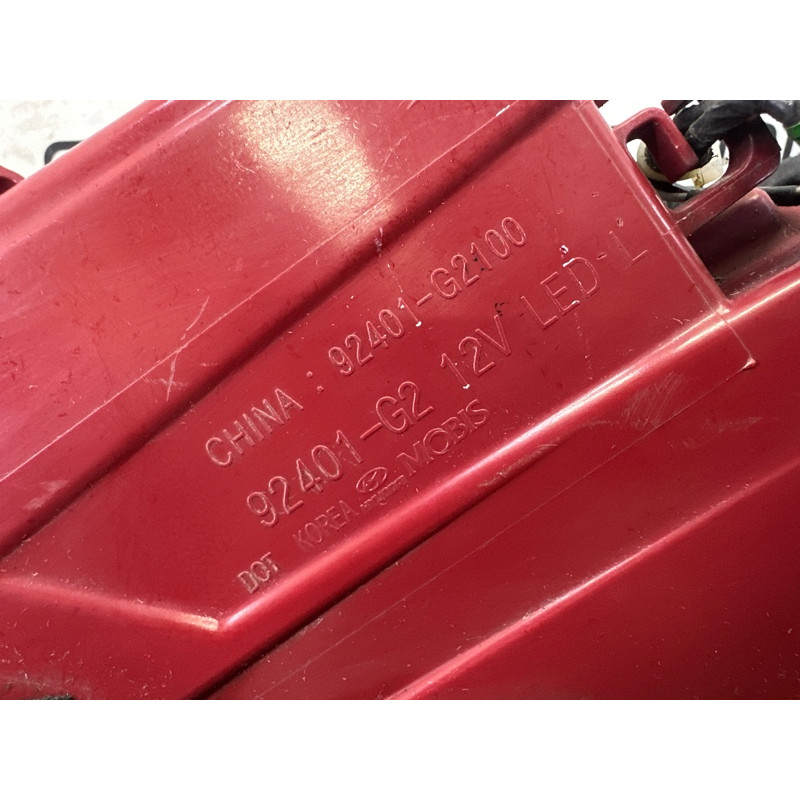 CHINA : 92401-G2100
92401-G2 12V LED-L
DOT KOREA MOBIS